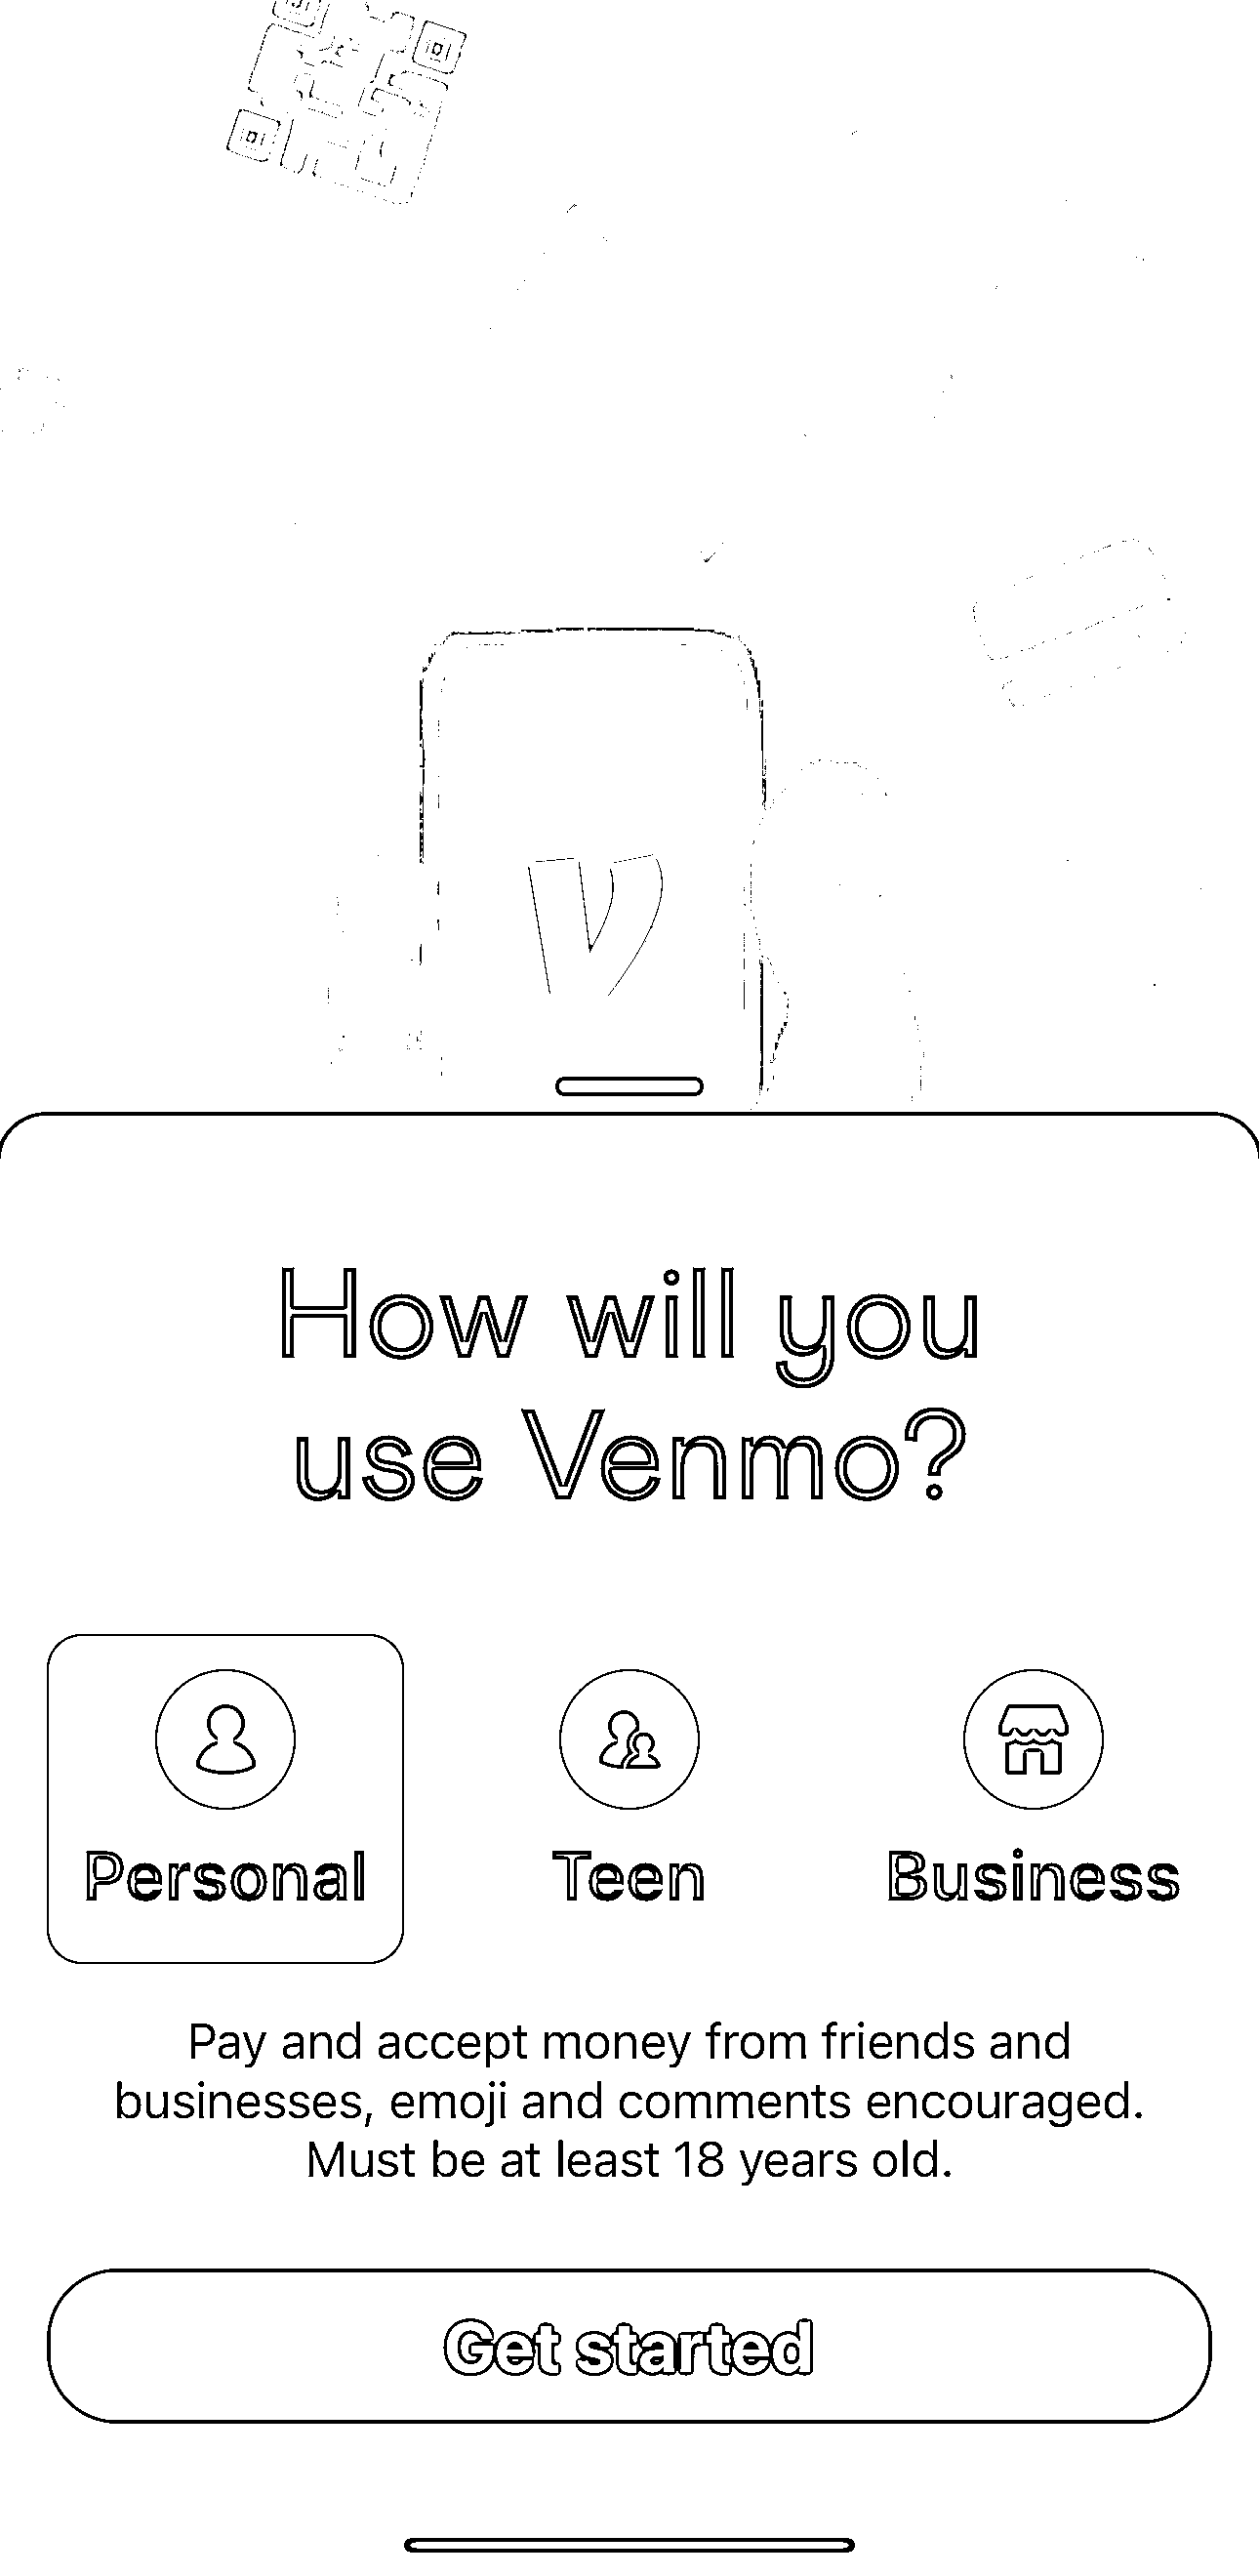 How will you
use Venmo?
Personal
Teen
Business
Pay and accept money from friends and
businesses, emoji and comments encouraged.
Must be at least 18 years old.
Get started